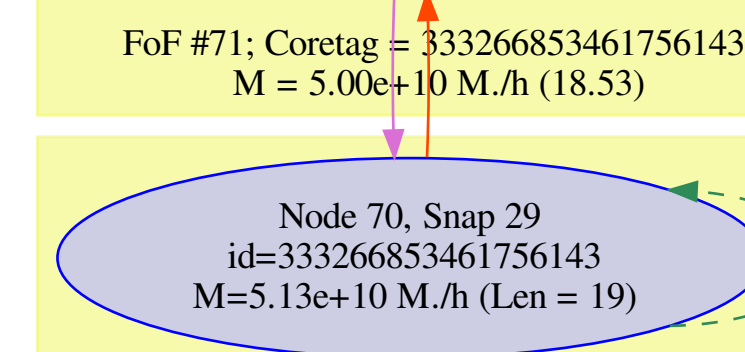 FoF #71; Coretag = 333266853461756143
M = 5.00e+10 M./h (18.53)
Node 70, Snap 29
id=333266853461756143
M=5.13e+10 M./h (Len = 19)